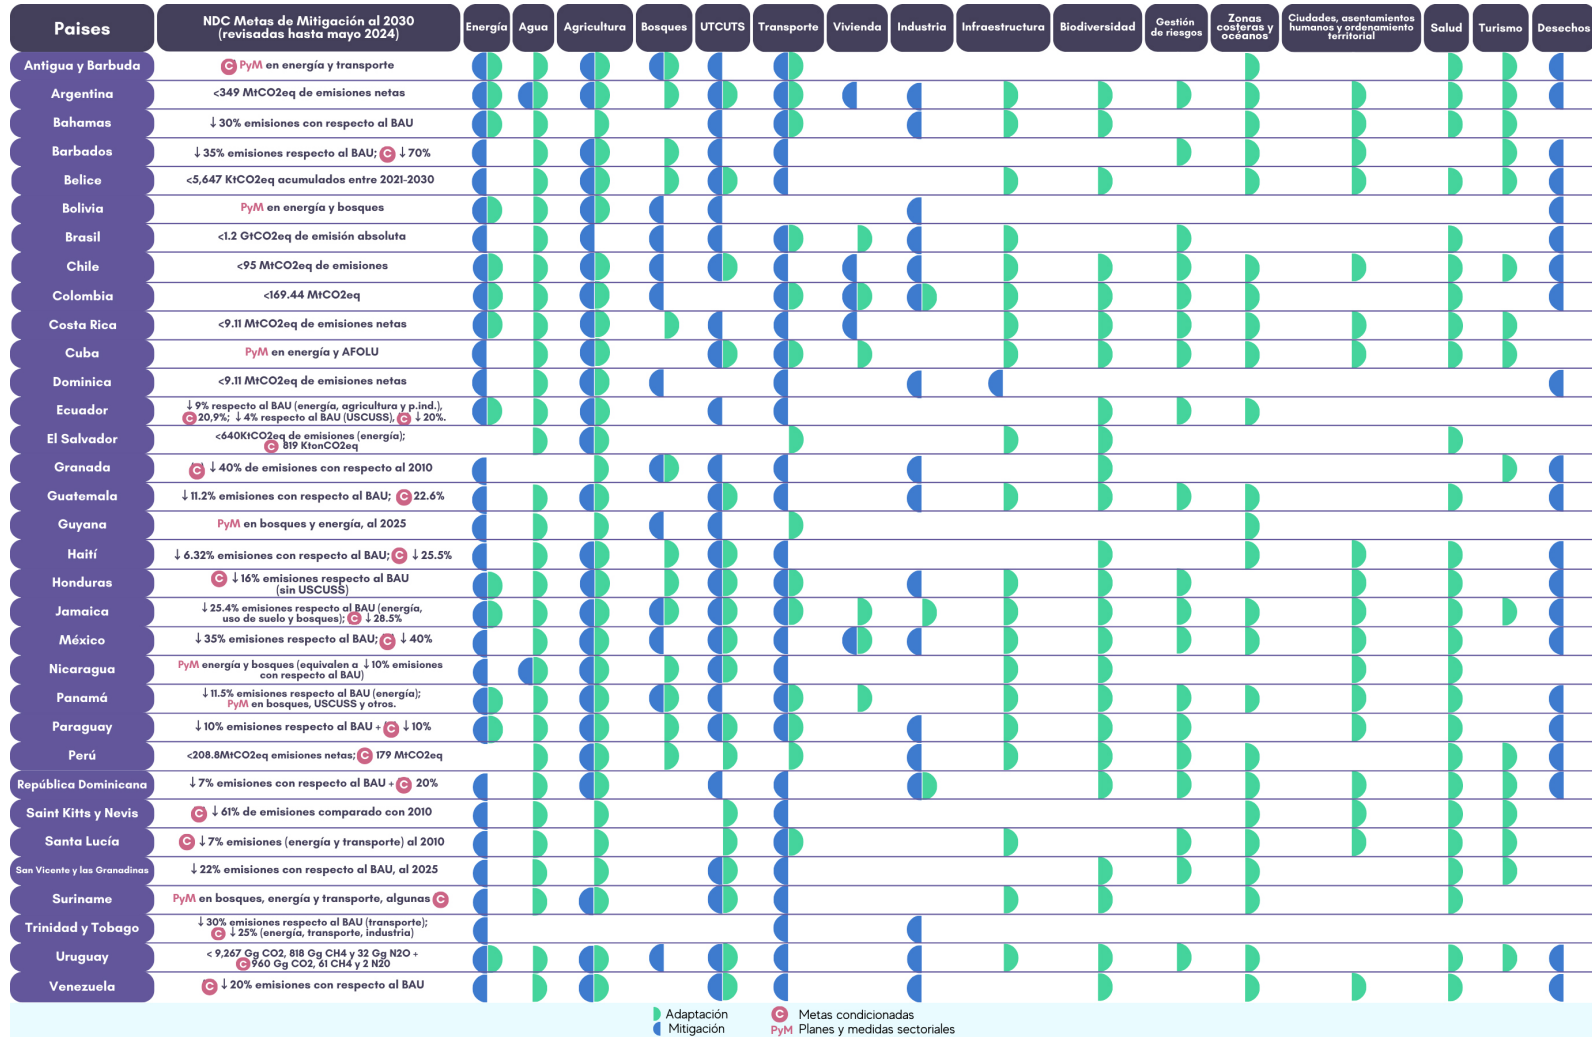 Paises
NDC Metas de Mitigación al 2030
(revisadas hasta mayo 2024)
Energía
Agua
Agricultura
Bosques
UTCUTS
Transporte
Vivienda
Industria
Infraestructura
Biodiversidad
Gestión
de riesgos
Zonas
costeras y
océanos
Ciudades, asentamientos
humanos y ordenamiento
territorial
Salud
Turismo
Desechos
Antigua y Barbuda
C PyM en energía y transporte
Argentina
<349 MtCO2eq de emisiones netas
Bahamas
↓30% emisiones con respecto al BAU
Barbados
↓35% emisiones respecto al BAU; C ↓70%
Belice
<5,647 KtCO2eq acumulados entre 2021-2030
Bolivia
PyM en energía y bosques
Brasil
<1.2 GtCO2eq de emisión absoluta
Chile
<95 MtCO2eq de emisiones
Colombia
<169.44 MtCO2eq
Costa Rica
<9.11 MtCO2eq de emisiones netas
Cuba
PyM en energía y AFOLU
Dominica
<9.11 MtCO2eq de emisiones netas
Ecuador
↓9% respecto al BAU (energía, agricultura y p.ind.),
C 20,9%; ↓4% respecto al BAU (USCUSS), C ↓20%.
El Salvador
<640KtCO2eq de emisiones (energía);
C 819 KtonCO2eq
Granada
C ↓40% de emisiones con respecto al 2010
Guatemala
↓11.2% emisiones con respecto al BAU; C 22.6%
Guyana
PyM en bosques y energía, al 2025
Haití
↓6.32% emisiones con respecto al BAU; C ↓25.5%
Honduras
C ↓16% emisiones respecto al BAU
(sin USCUSS)
Jamaica
↓25.4% emisiones respecto al BAU (energía,
uso de suelo y bosques); C ↓28.5%
México
↓35% emisiones respecto al BAU; C ↓40%
Nicaragua
PyM energía y bosques (equivalen a ↓10% emisiones
con respecto al BAU)
Panamá
↓11.5% emisiones respecto al BAU (energía);
PyM en bosques, USCUSS y otros.
Paraguay
↓10% emisiones respecto al BAU + C ↓10%
Perú
<208.8MtCO2eq emisiones netas; C 179 MtCO2eq
República Dominicana
↓7% emisiones con respecto al BAU + C 20%
Saint Kitts y Nevis
C ↓61% de emisiones comparado con 2010
Santa Lucía
C ↓7% emisiones (energía y transporte) al 2010
San Vicente y las Granadinas
↓22% emisiones con respecto al BAU, al 2025
Suriname
PyM en bosques, energía y transporte, algunas C
Trinidad y Tobago
↓30% emisiones respecto al BAU (transporte);
C ↓25% (energía, transporte, industria)
Uruguay
< 9,267 Gg CO2, 818 Gg CH4 y 32 Gg N2O +
C 960 Gg CO2, 61 CH4 y 2 N20
Venezuela
C ↓20% emisiones con respecto al BAU
Adaptación
C Metas condicionadas
Mitigación
PyM Planes y medidas sectoriales